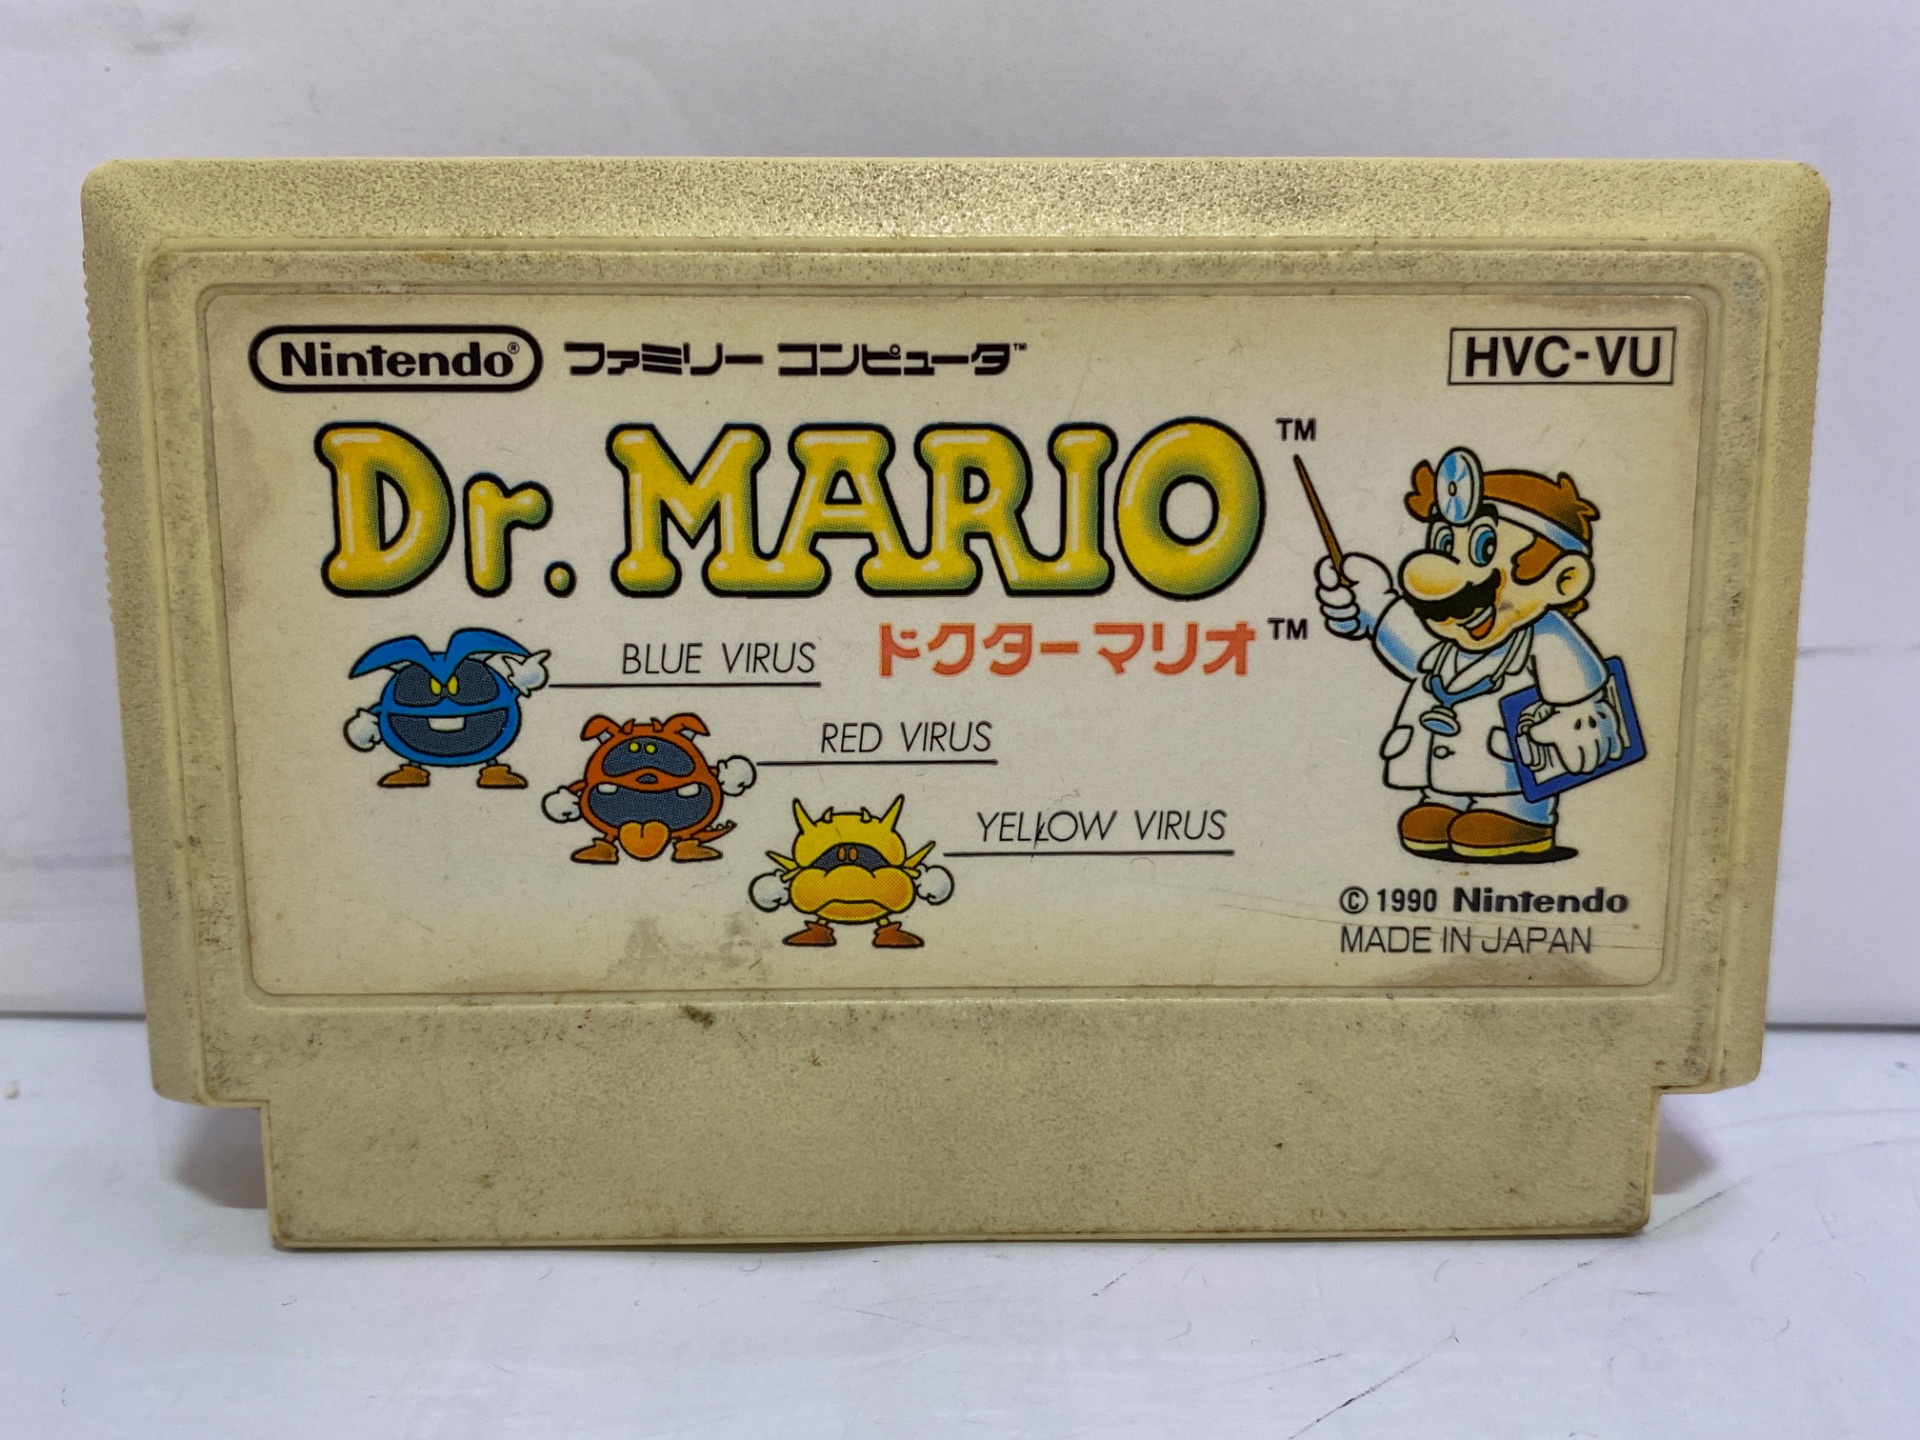 Nintendo® ファミリー コンピュータ™ HVC-VU
Dr. MARIO™
ドクターマリオ™
BLUE VIRUS
RED VIRUS
YELLOW VIRUS
© 1990 Nintendo
MADE IN JAPAN